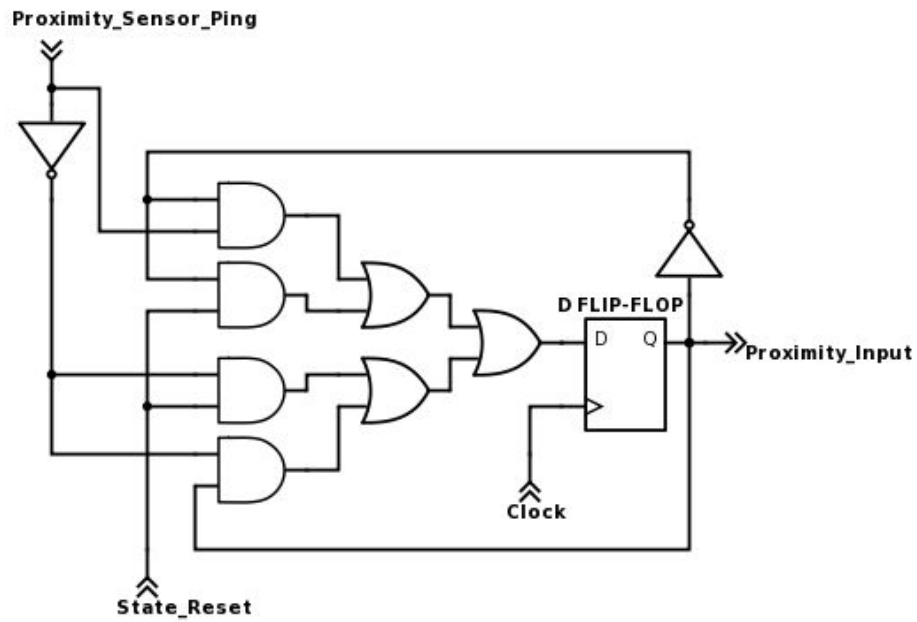 Proximity_Sensor_Ping
D FLIP-FLOP
D
Q
Proximity_Input
Clock
State_Reset